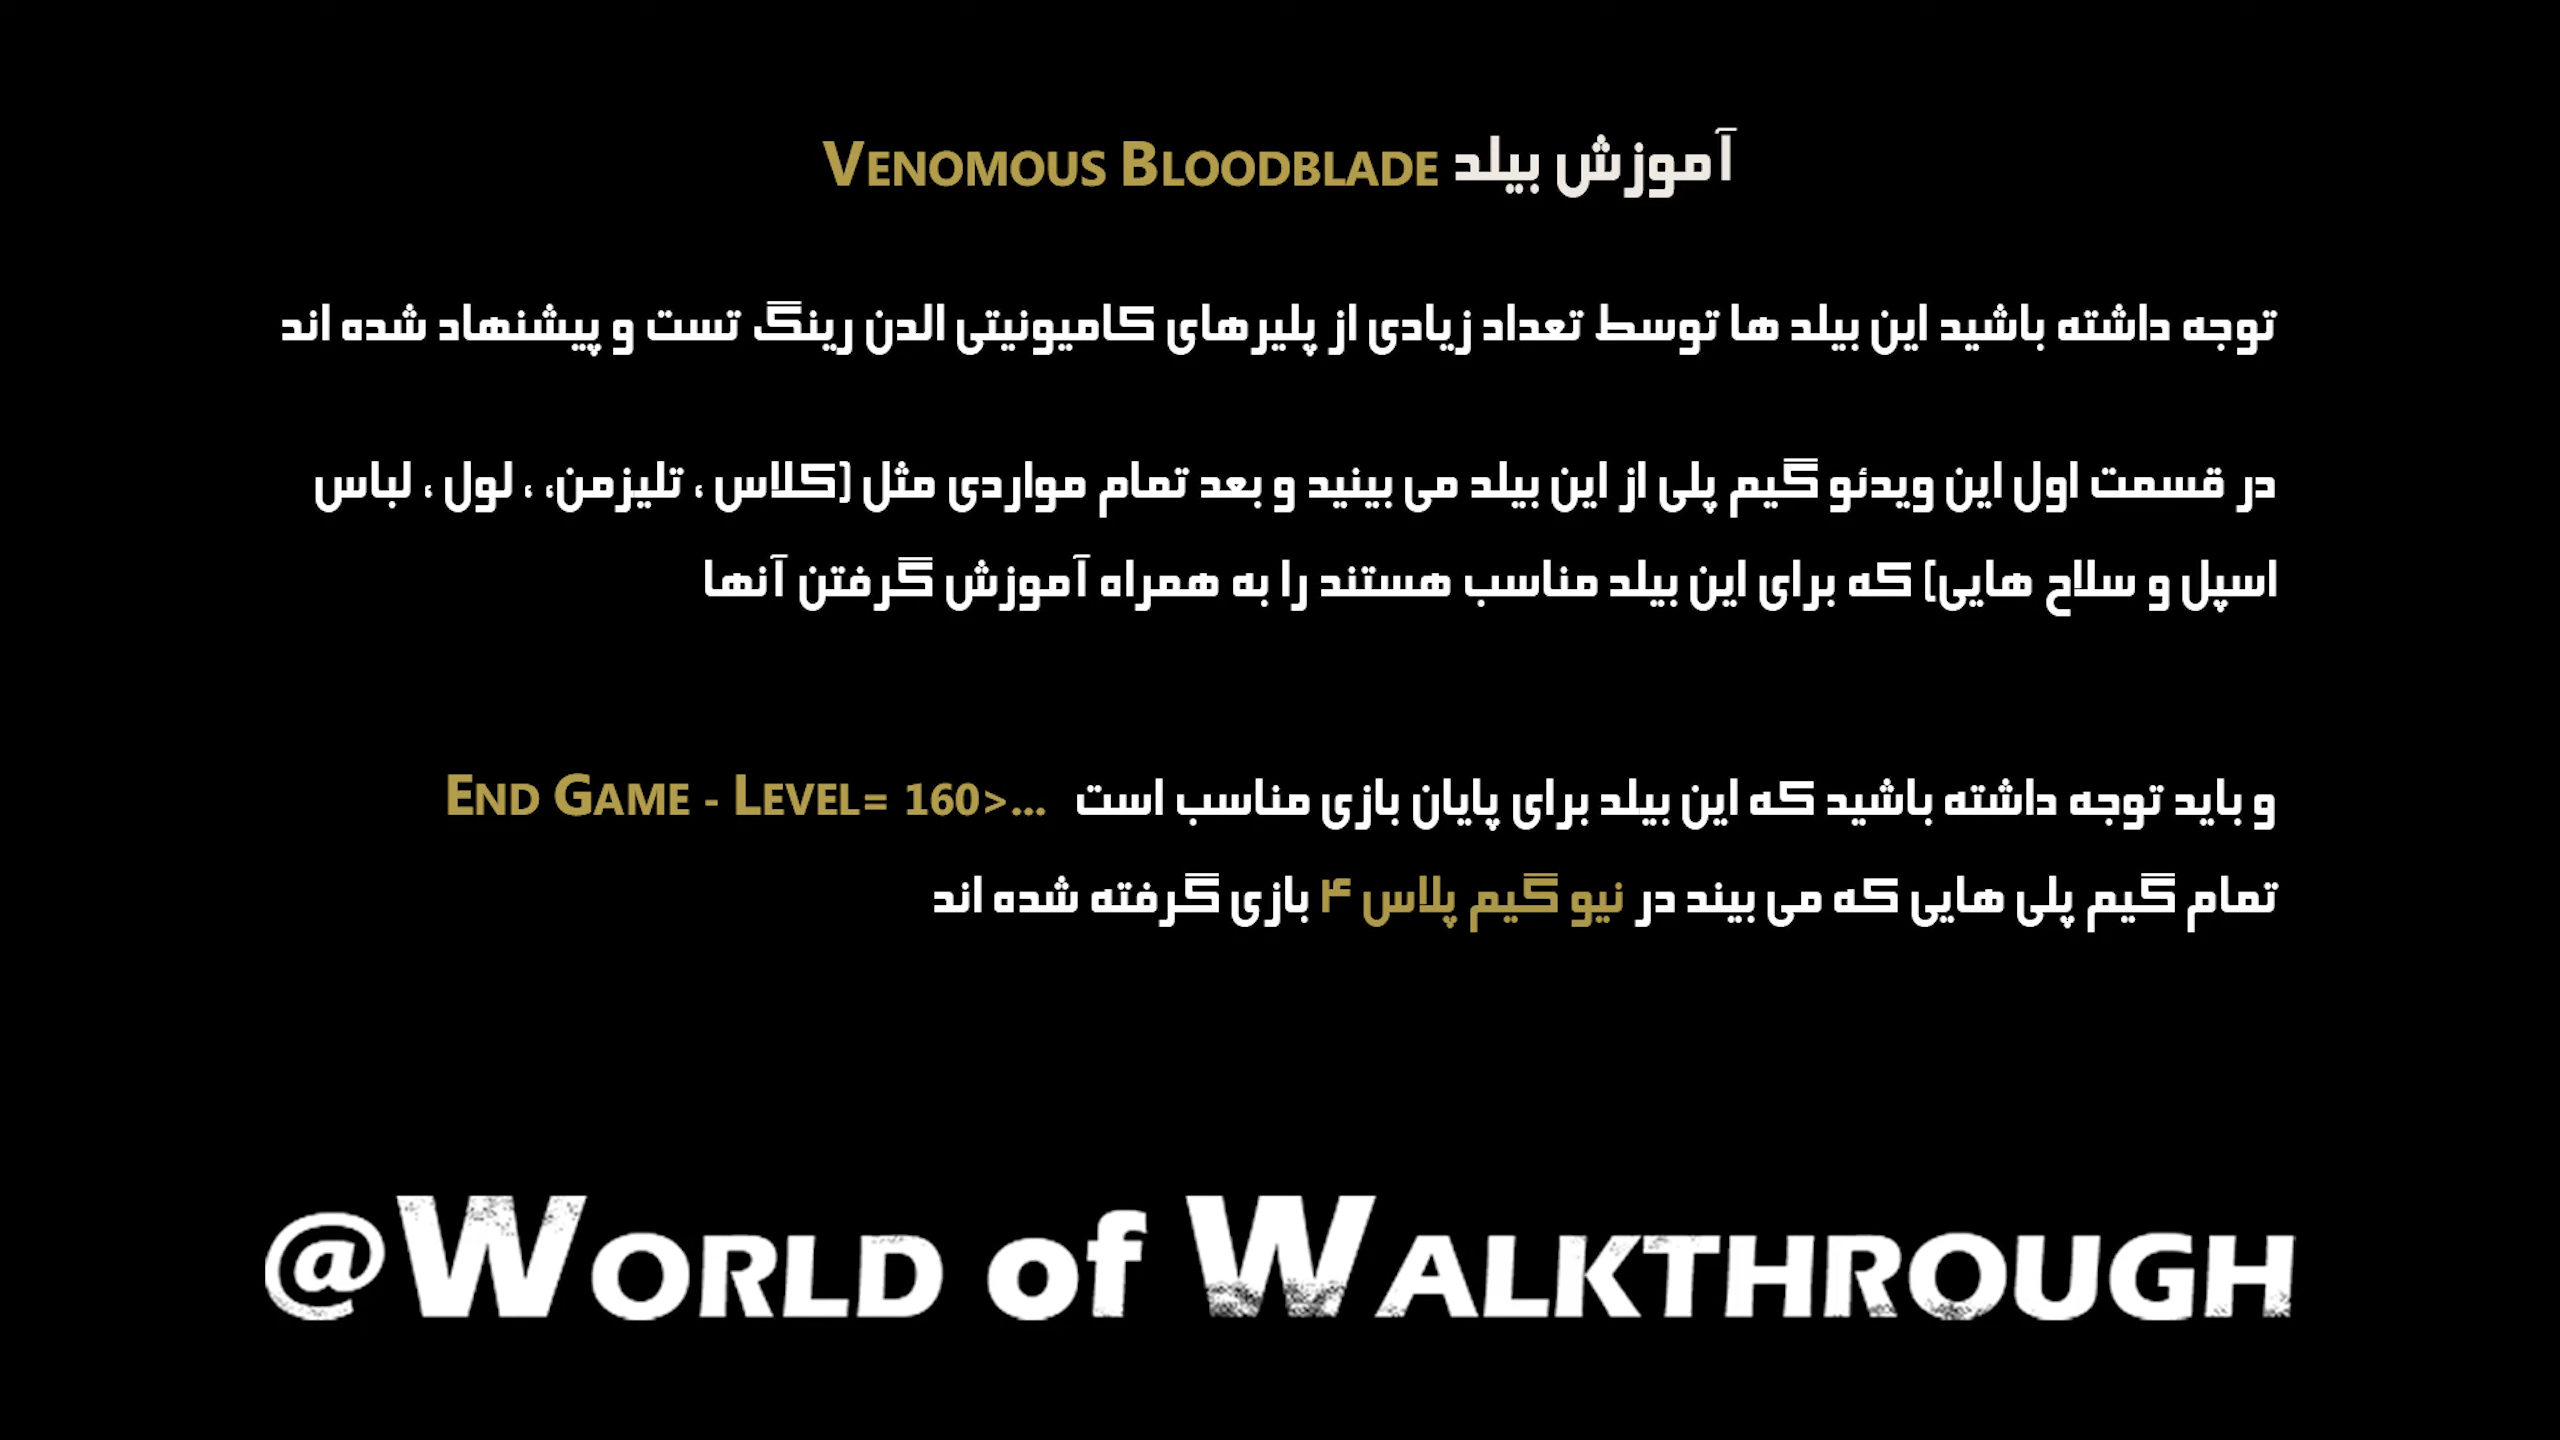 آموزش بیلد Venomous Bloodblade
توجه داشته باشید این بیلد ها توسط تعداد زیادی از پلیرهای کامیونیتی الدن رینگ تست و پیشنهاد شده اند
در قسمت اول این ویدئو گیم پلی از این بیلد می بینید و بعد تمام مواردی مثل (کلاس ، تلیزمن، ، لول ، لباس
اسپل و سلاح هایی) که برای این بیلد مناسب هستند را به همراه آموزش گرفتن آنها
و باید توجه داشته باشید که این بیلد برای پایان بازی مناسب است End Game - Level= 160>...
تمام گیم پلی هایی که می بیند در نیو گیم پلاس ۴ بازی گرفته شده اند
@World of Walkthrough